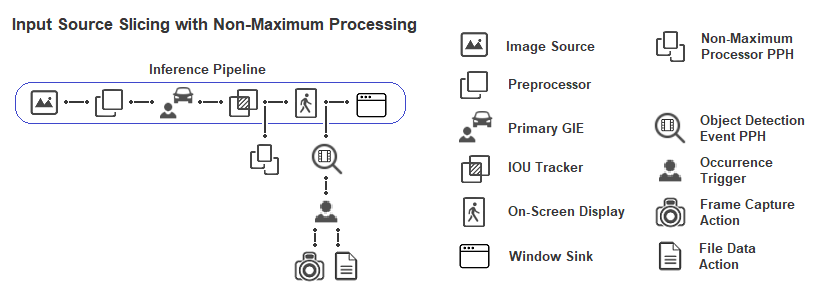 Input Source Slicing with Non-Maximum Processing
Inference Pipeline
Image Source
Preprocessor
Primary GIE
IOU Tracker
On-Screen Display
Window Sink
Non-Maximum
Processor PPH
Object Detection
Event PPH
Occurrence
Trigger
Frame Capture
Action
File Data
Action